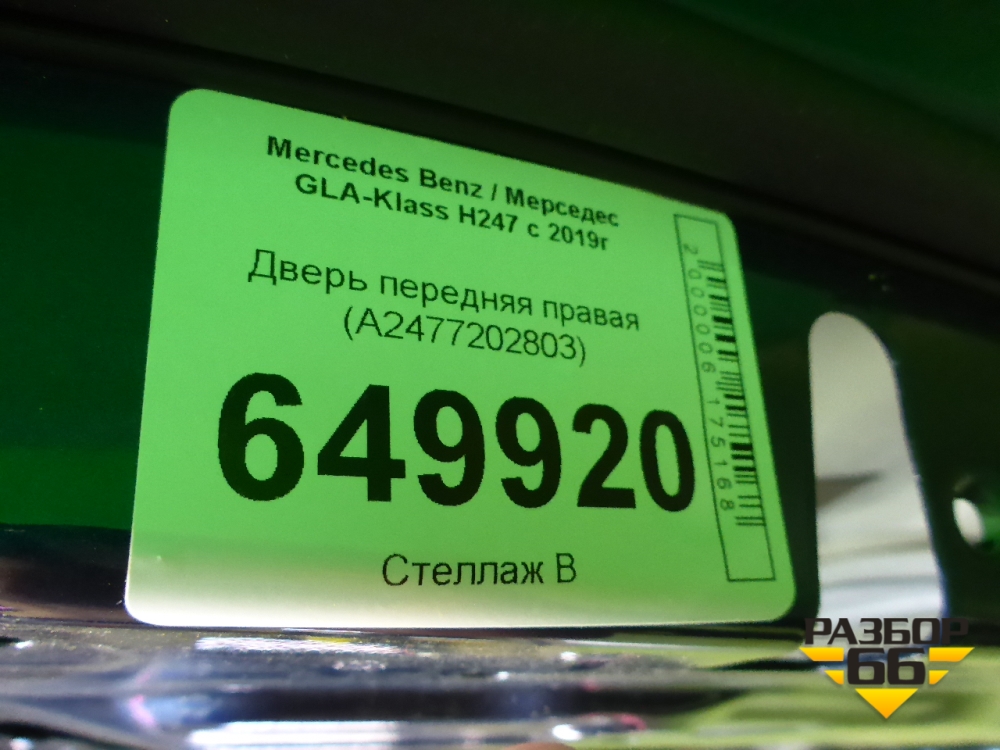 Mercedes Benz / Мерседес
GLA-Klass H247 с 2019г
Дверь передняя правая
(A2477202803)
649920
Стеллаж В
2000006175168
РАЗБОР
66